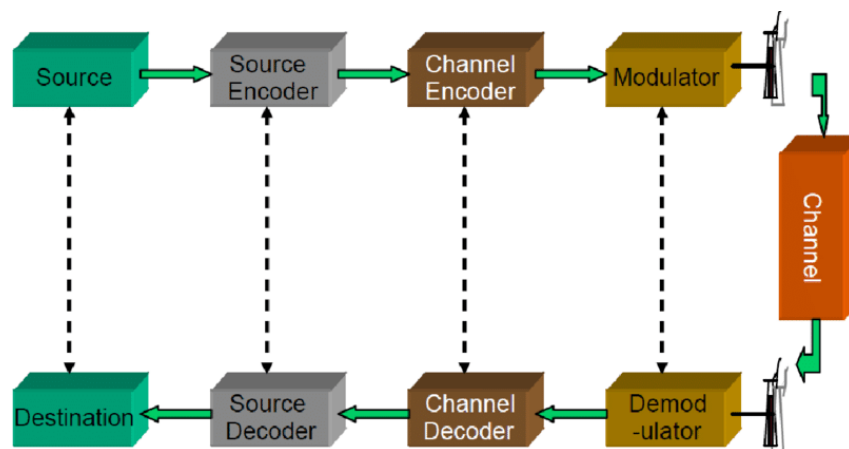 Source
Source
Encoder
Channel
Encoder
Modulator
Channel
Destination
Source
Decoder
Channel
Decoder
Demod
-ulator